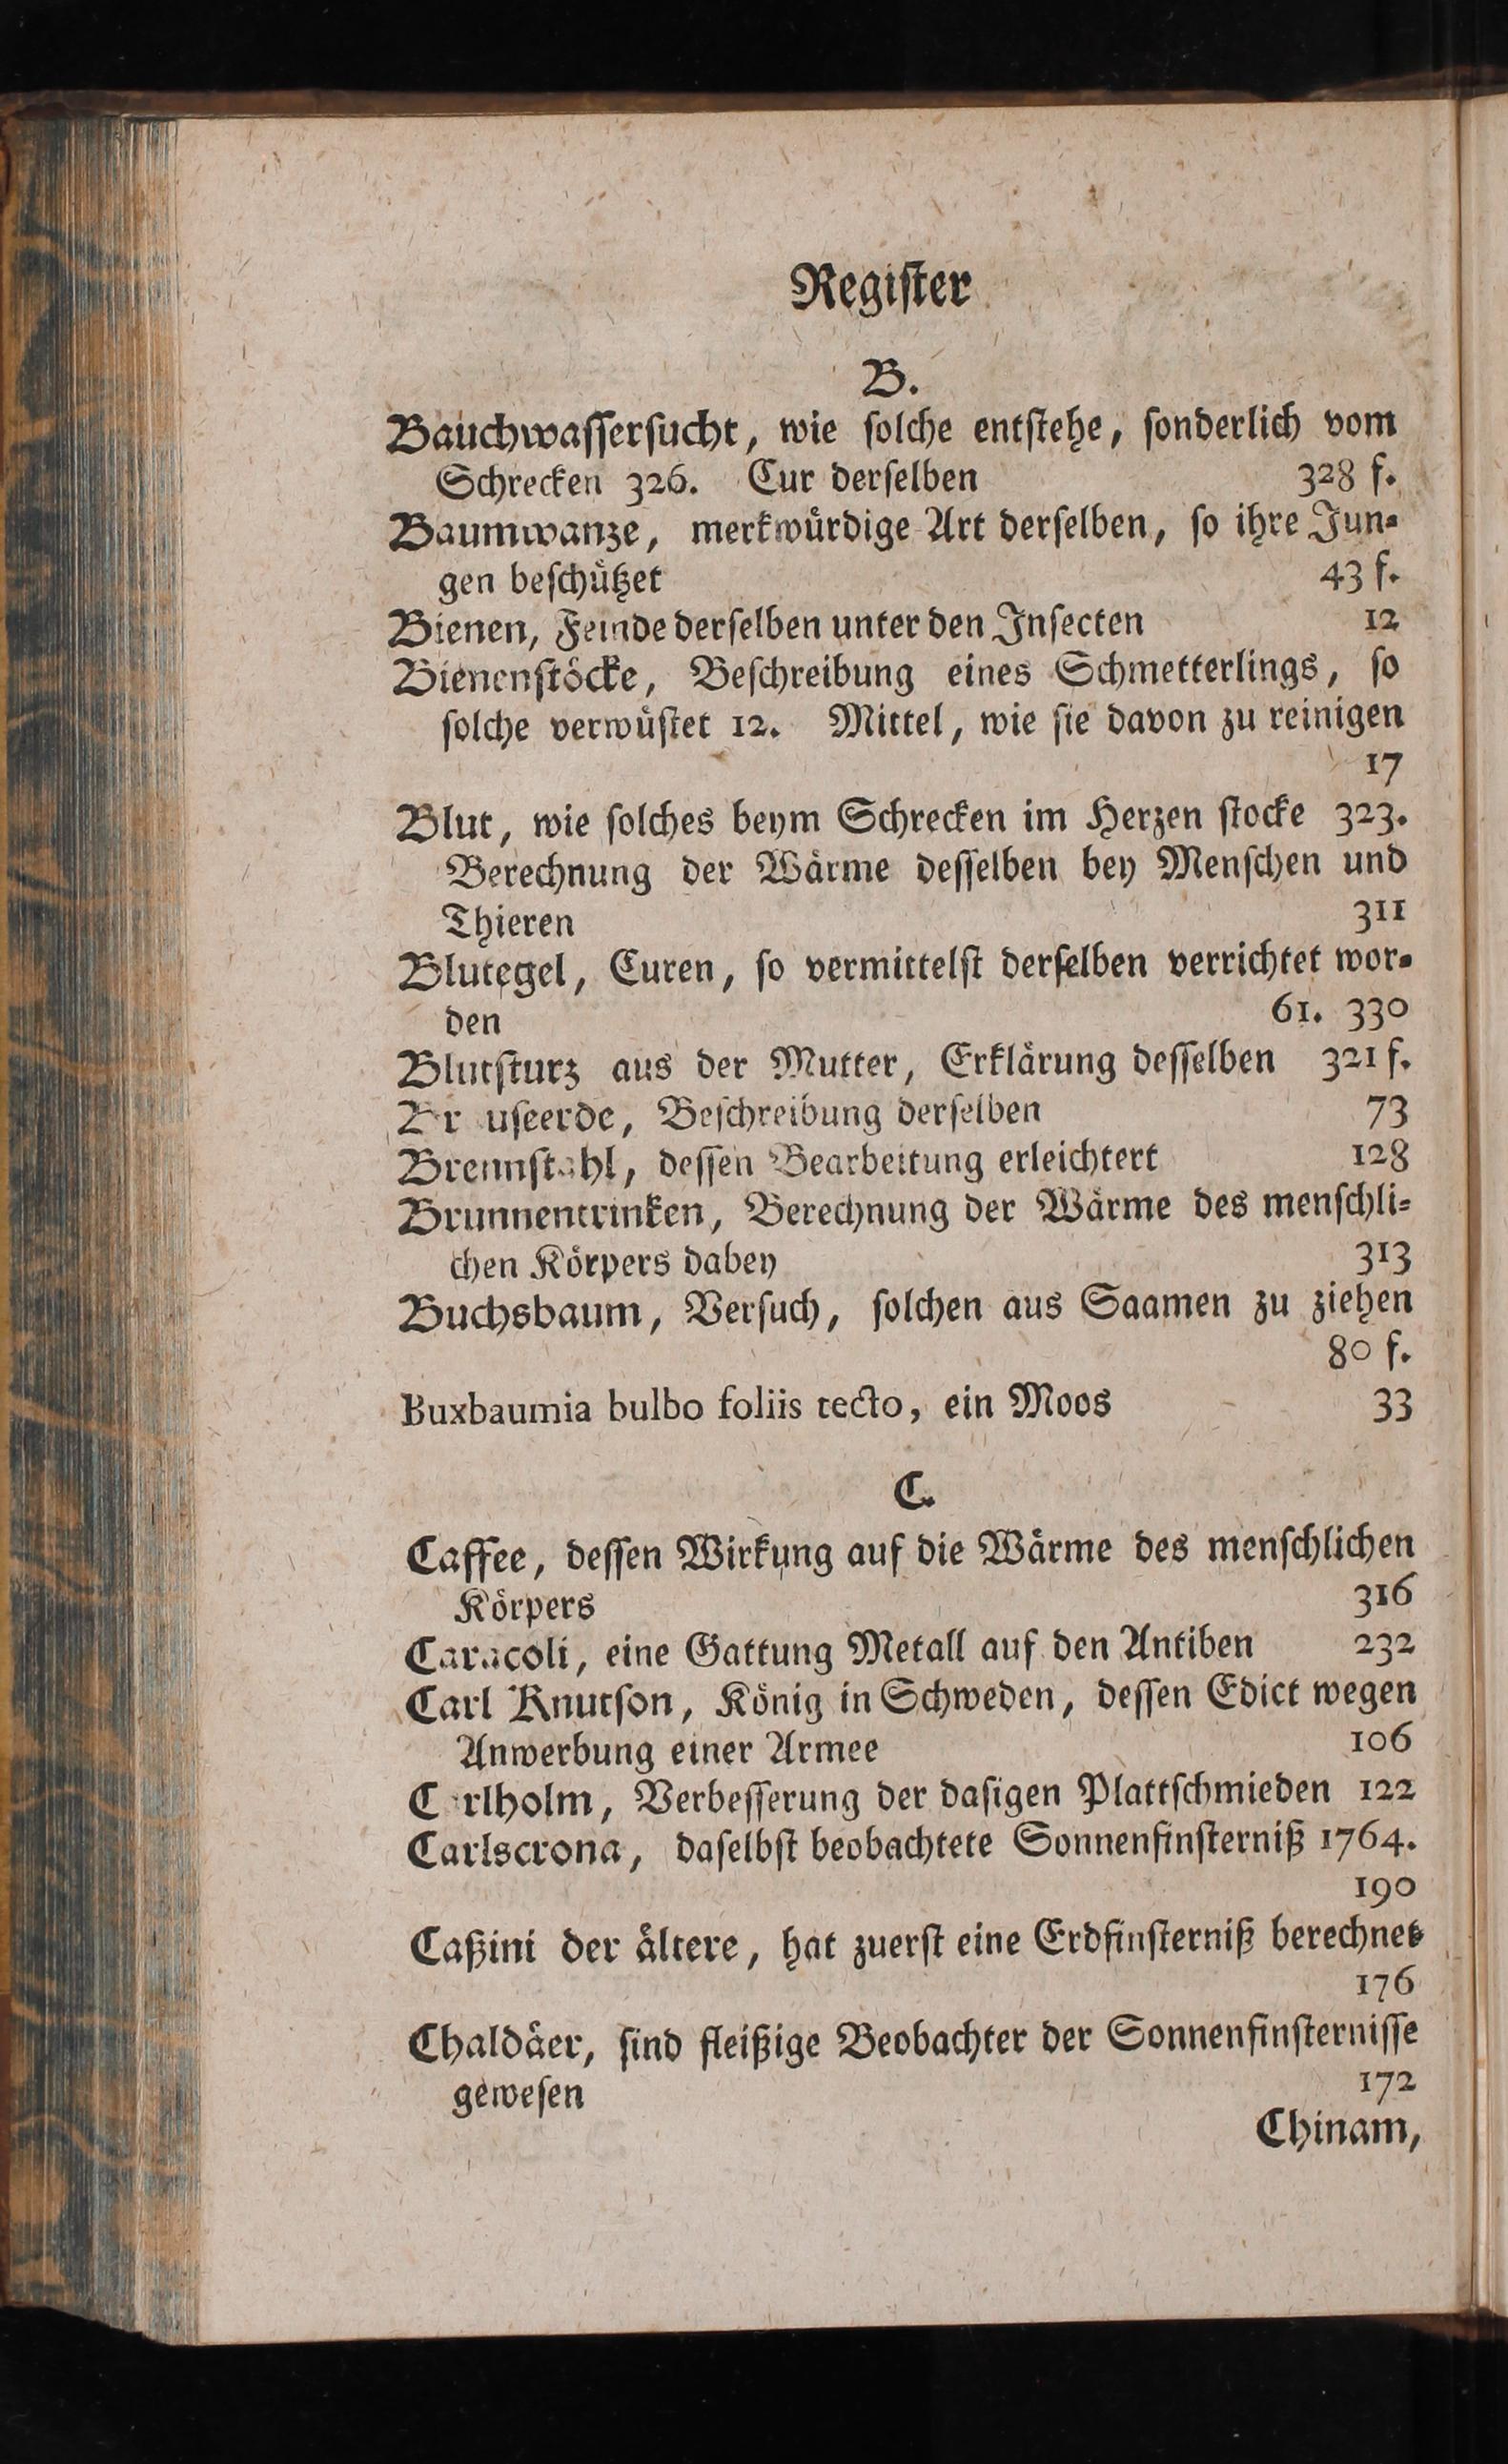 Regiſter
B.
Bauchwaſſerſucht, wie ſolche entſtehe, ſonderlich vom
Schrecken 326. Cur derſelben 328 f.
Baumwanze, merkwürdige Art derſelben, ſo ihre Jun-
gen beſchützet 43 f.
Bienen, Feinde derſelben unter den Inſecten 12
Bienenſtöcke, Beſchreibung eines Schmetterlings, ſo
ſolche verwüſtet 12. Mittel, wie ſie davon zu reinigen
17
Blut, wie ſolches beym Schrecken im Herzen ſtocke 323.
Berechnung der Wärme deſſelben bey Menſchen und
Thieren 311
Blutegel, Curen, ſo vermittelſt derſelben verrichtet wor-
den 61. 330
Blutſturz aus der Mutter, Erklärung deſſelben 321 f.
Beſchreibung derſelben 73
Brennſtahl, deſſen Bearbeitung erleichtert 128
Brunnentrinken, Berechnung der Wärme des menſchli-
chen Körpers dabey 313
Buchsbaum, Verſuch, ſolchen aus Saamen zu ziehen
80 f.
Buxbaumia bulbo foliis tecto, ein Moos 33
C.
Caffee, deſſen Wirkung auf die Wärme des menſchlichen
Körpers 316
Caracoli, eine Gattung Metall auf den Antiben 232
Carl Knutſon, König in Schweden, deſſen Edict wegen
Anwerbung einer Armee 106
Carlholm, Verbeſſerung der daſigen Plattſchmieden 122
Carlscrona, daſelbſt beobachtete Sonnenfinſterniß 1764.
190
Caßini der ältere, hat zuerſt eine Erdfinſterniß berechnet
176
Chaldäer, ſind fleißige Beobachter der Sonnenfinſterniſſe
geweſen 172
Chinam,